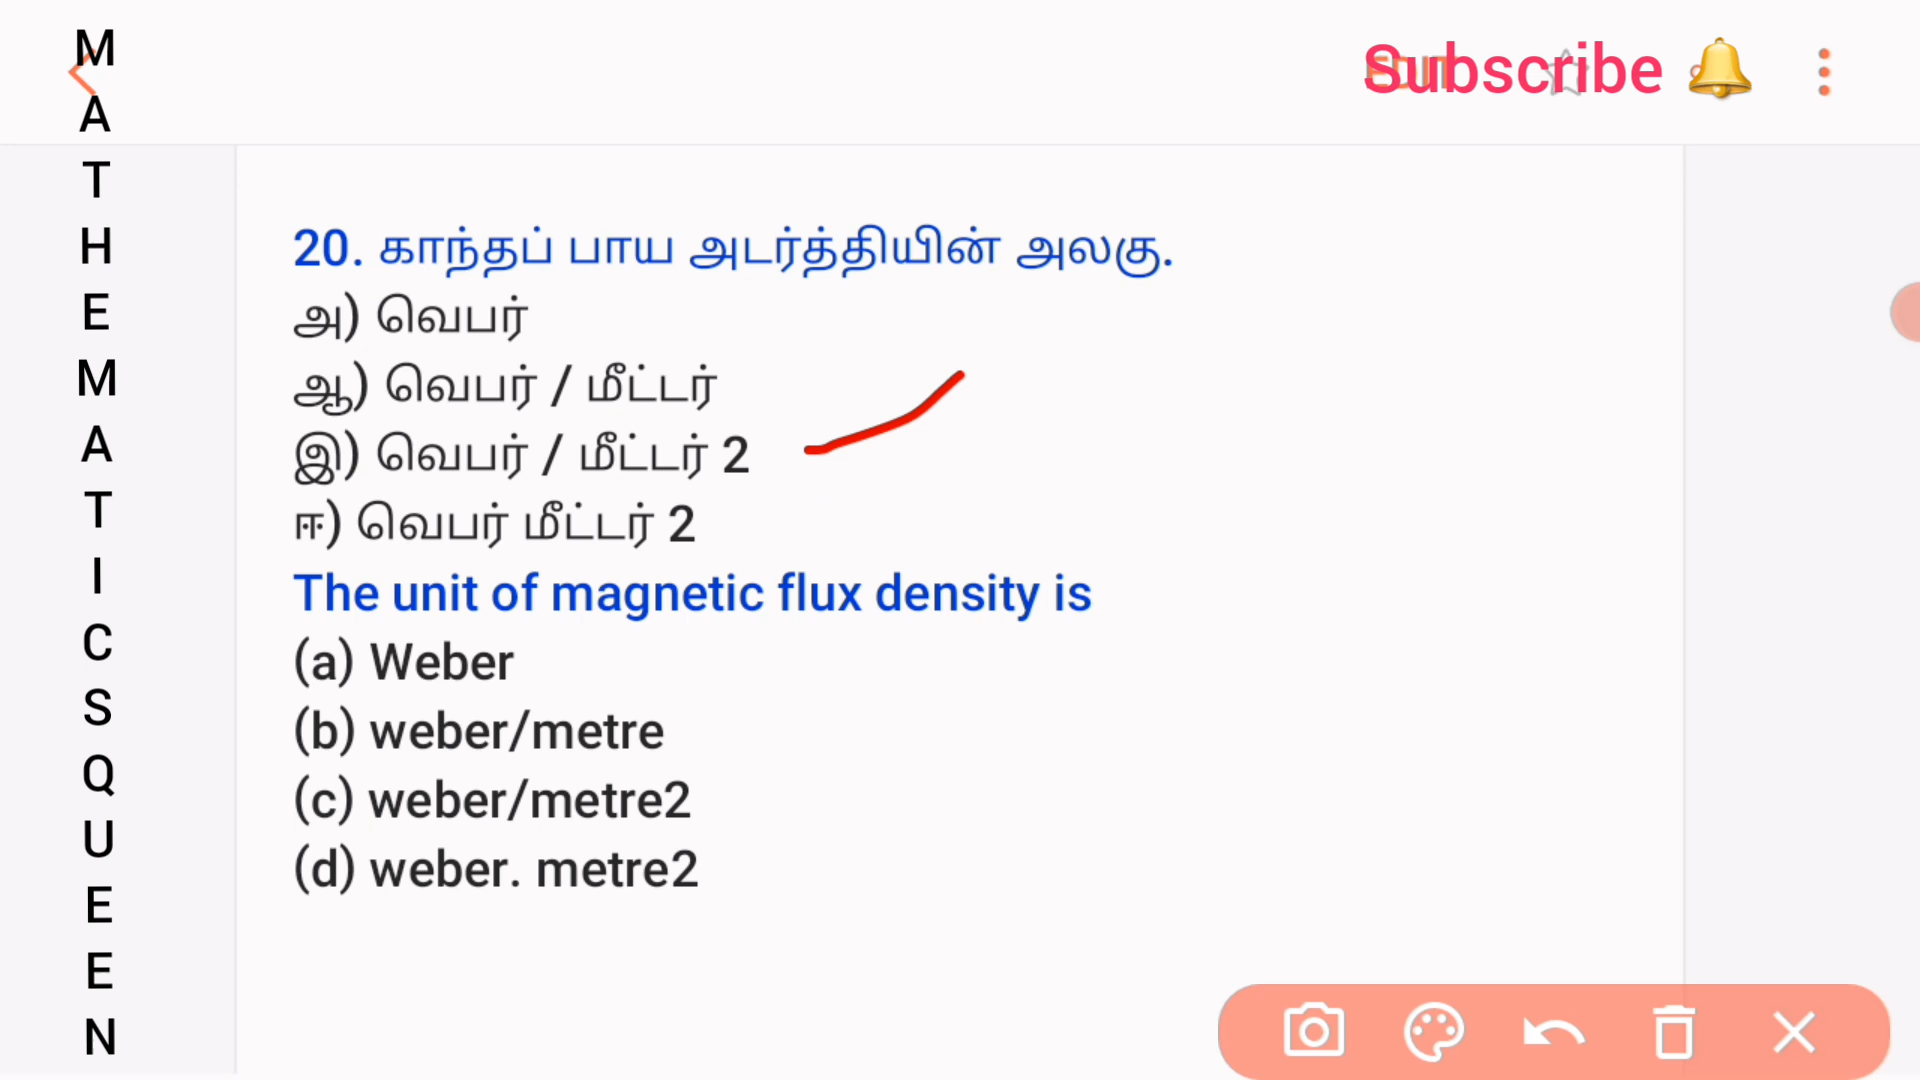 MATHEMATICSQUEEN
Subscribe 🔔
20. காந்தப் பாய அடர்த்தியின் அலகு.
அ) வெபர்
ஆ) வெபர் / மீட்டர்
இ) வெபர் / மீட்டர் 2
ஈ) வெபர் மீட்டர் 2
The unit of magnetic flux density is
(a) Weber
(b) weber/metre
(c) weber/metre2
(d) weber. metre2